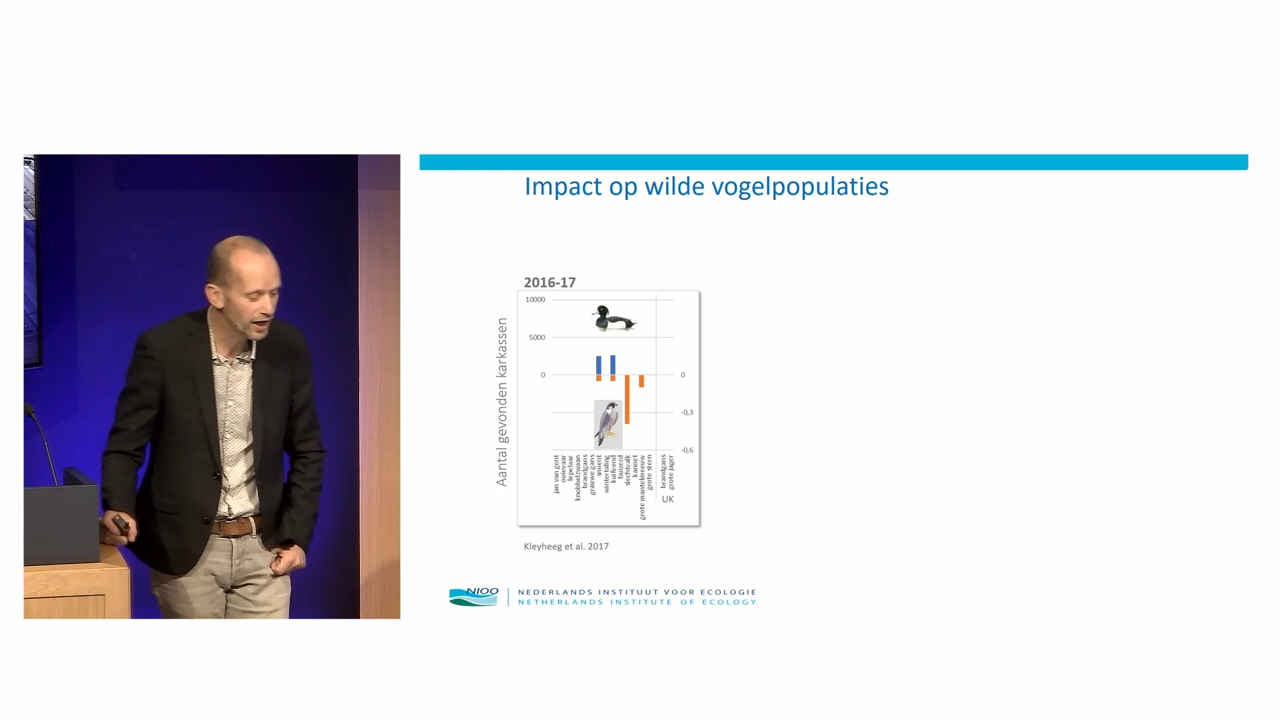 Impact op wilde vogelpopulaties
2016-17
Aantal gevonden karkassen
10000
5000
0
0
-0,3
-0,6
jan van gent
ooievaar
lepelaar
knobbelzwaan
brandgans
grauwe gans
smient
wintertaling
kuifeend
buizerd
slechtvalk
kanoet
grote mantelmeeuw
grote stern
brandgans
grote jager
UK
Kleyheeg et al. 2017
NIOO
NEDERLANDS INSTITUUT VOOR ECOLOGIE
NETHERLANDS INSTITUTE OF ECOLOGY